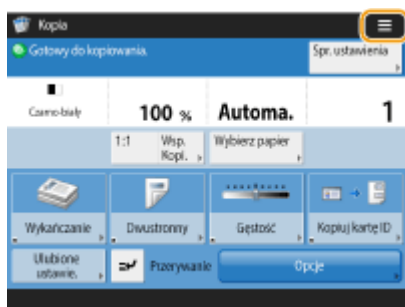 Kopia
Gotowy do kopiowania.
Spr. ustawienia
Czarno-biały
100 %
Automa.
1
1:1 Wsp. Kopi.
Wybierz papier
Wykańczanie
Dwustronny
Gęstość
Kopiuj kartę ID
Ulubione
ustawie.
Przerywanie
Opcje